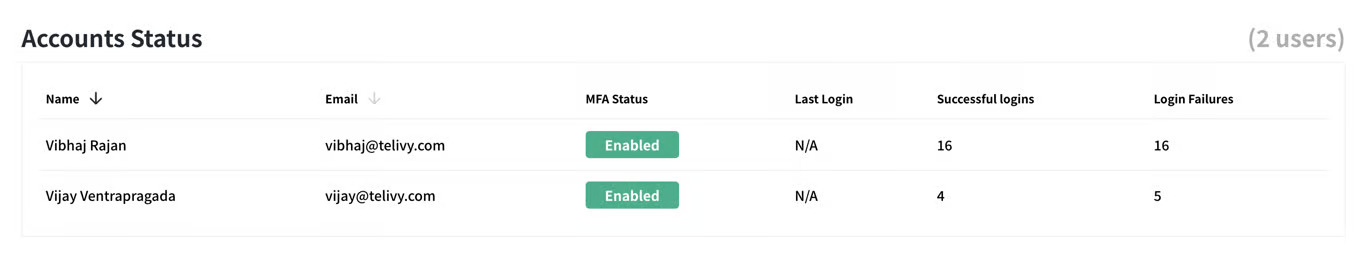 Accounts Status (2 users)
Name Email MFA Status Last Login Successful logins Login Failures
Vibhaj Rajan vibhaj@telivy.com Enabled N/A 16 16
Vijay Ventrapragada vijay@telivy.com Enabled N/A 4 5